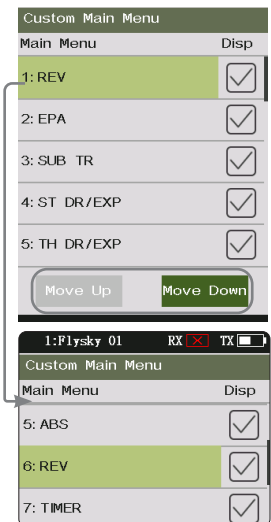 Custom Main Menu
Main Menu Disp
1: REV
2: EPA
3: SUB TR
4: ST DR/EXP
5: TH DR/EXP
Move Up Move Down
1:Flysky 01 RX TX
Custom Main Menu
Main Menu Disp
5: ABS
6: REV
7: TIMER